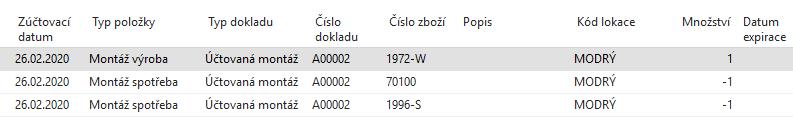 Zúčtovací datum Typ položky Typ dokladu Číslo dokladu Číslo zboží Popis Kód lokace Množství Datum expirace
26.02.2020 Montáž výroba Účtovaná montáž A00002 1972-W MODRÝ 1
26.02.2020 Montáž spotřeba Účtovaná montáž A00002 70100 MODRÝ -1
26.02.2020 Montáž spotřeba Účtovaná montáž A00002 1996-S MODRÝ -1